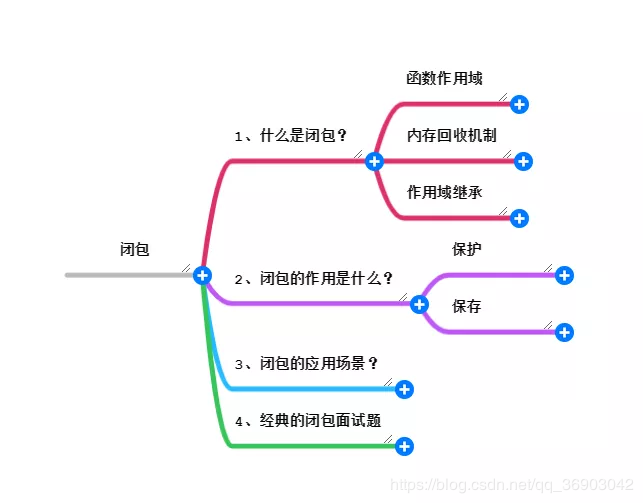 闭包
1、什么是闭包？
函数作用域
内存回收机制
作用域继承
2、闭包的作用是什么？
保护
保存
3、闭包的应用场景？
4、经典的闭包面试题
https://blog.csdn.net/qq_36903042